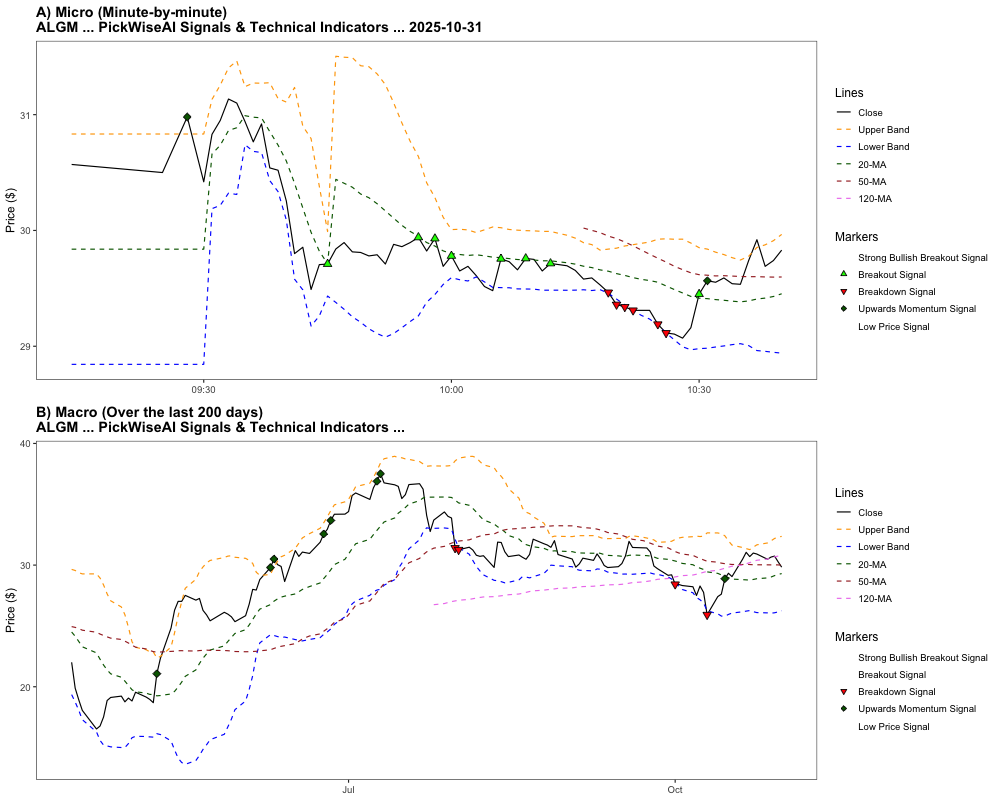 A) Micro (Minute-by-minute)
ALGM ... PickWiseAI Signals & Technical Indicators ... 2025-10-31
Price ($)
31
30
29
09:30
10:00
10:30
Lines
Close
Upper Band
Lower Band
20-MA
50-MA
120-MA
Markers
Strong Bullish Breakout Signal
Breakout Signal
Breakdown Signal
Upwards Momentum Signal
Low Price Signal
B) Macro (Over the last 200 days)
ALGM ... PickWiseAI Signals & Technical Indicators ...
Price ($)
40
30
20
Jul
Oct
Lines
Close
Upper Band
Lower Band
20-MA
50-MA
120-MA
Markers
Strong Bullish Breakout Signal
Breakout Signal
Breakdown Signal
Upwards Momentum Signal
Low Price Signal